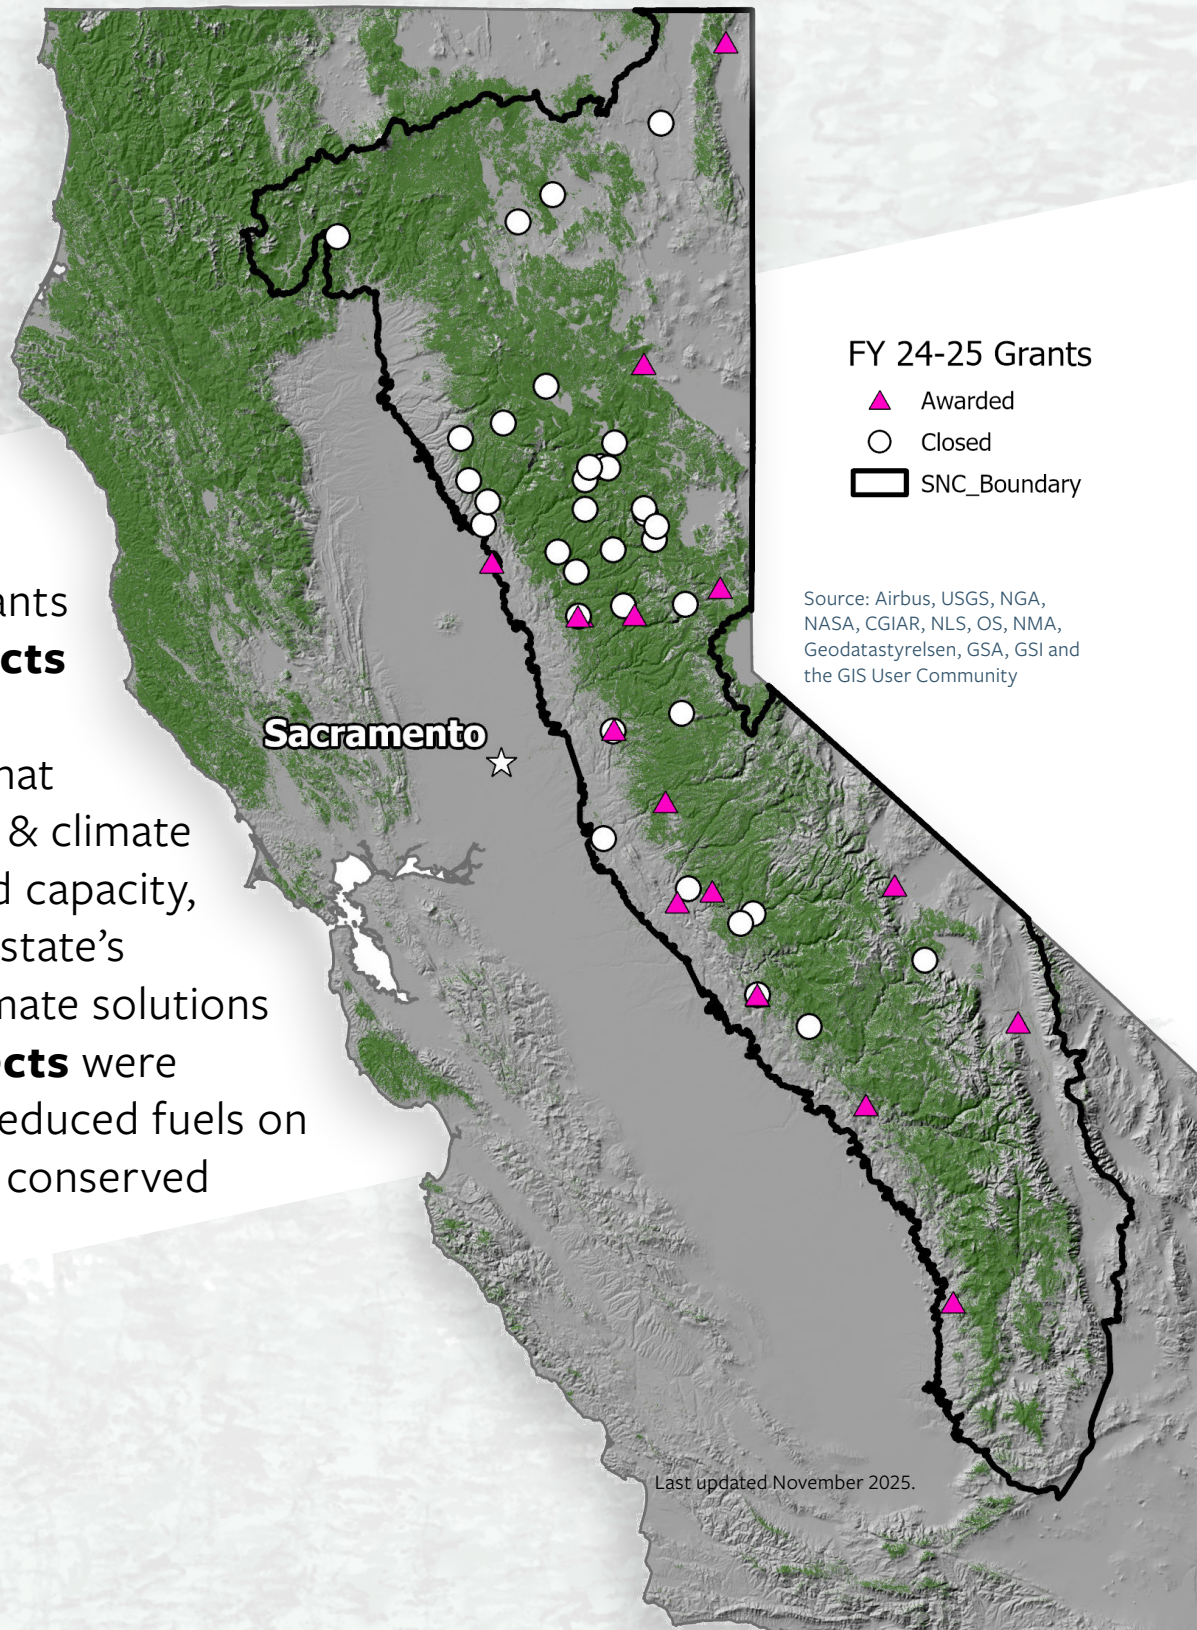 FY 24-25 Grants
Awarded
Closed
SNC_Boundary
Source: Airbus, USGS, NGA,
NASA, CGIAR, NLS, OS, NMA,
Geodatastyrelsen, GSA, GSI and
the GIS User Community
ants
cts
hat
& climate
d capacity,
state's
mate solutions
cts were
educed fuels on
conserved
Sacramento
Last updated November 2025.